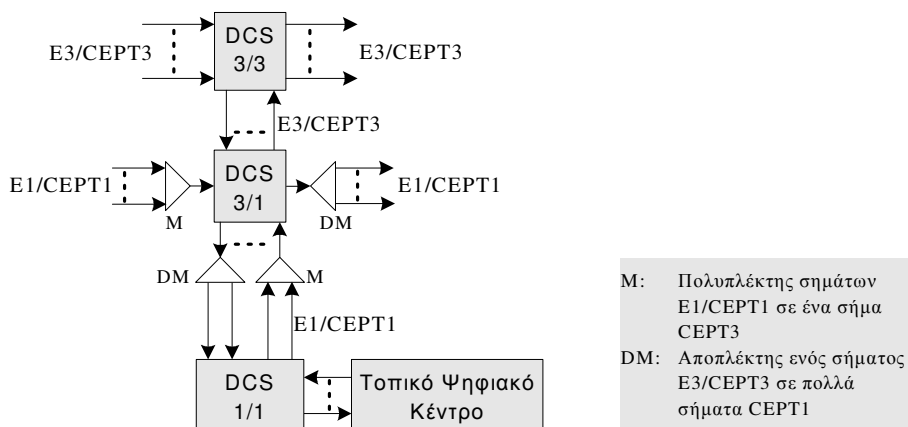 DCS
3/3
E3/CEPT3
E3/CEPT3
E3/CEPT3
DCS
3/1
E1/CEPT1
E1/CEPT1
M
DM
DM
M
E1/CEPT1
DCS
1/1
Τοπικό Ψηφιακό
Κέντρο
M: Πολυπλέκτης σημάτων
E1/CEPT1 σε ένα σήμα
CEPT3
DM: Αποπλέκτης ενός σήματος
E3/CEPT3 σε πολλά
σήματα CEPT1